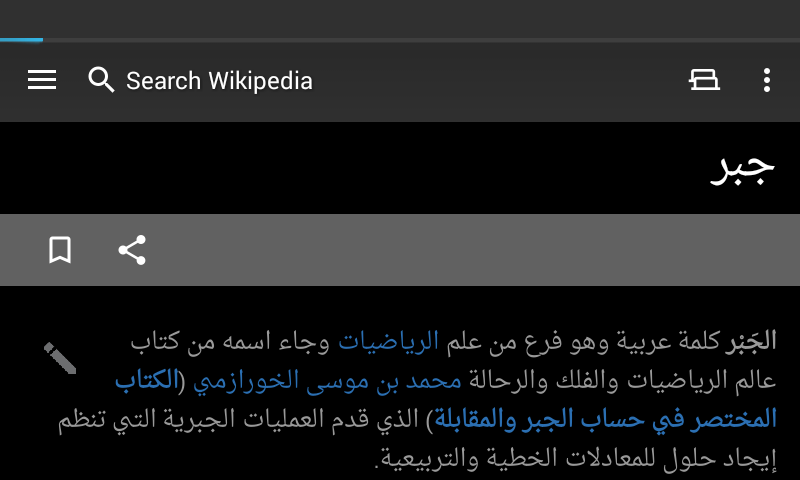 Search Wikipedia
جبر
الجَبْر كلمة عربية وهو فرع من علم الرياضيات وجاء اسمه من كتاب
عالم الرياضيات والفلك والرحالة محمد بن موسى الخورازمي (الكتاب
المختصر في حساب الجبر والمقابلة) الذي قدم العمليات الجبرية التي تنظم
إيجاد حلول للمعادلات الخطية والتربيعية.